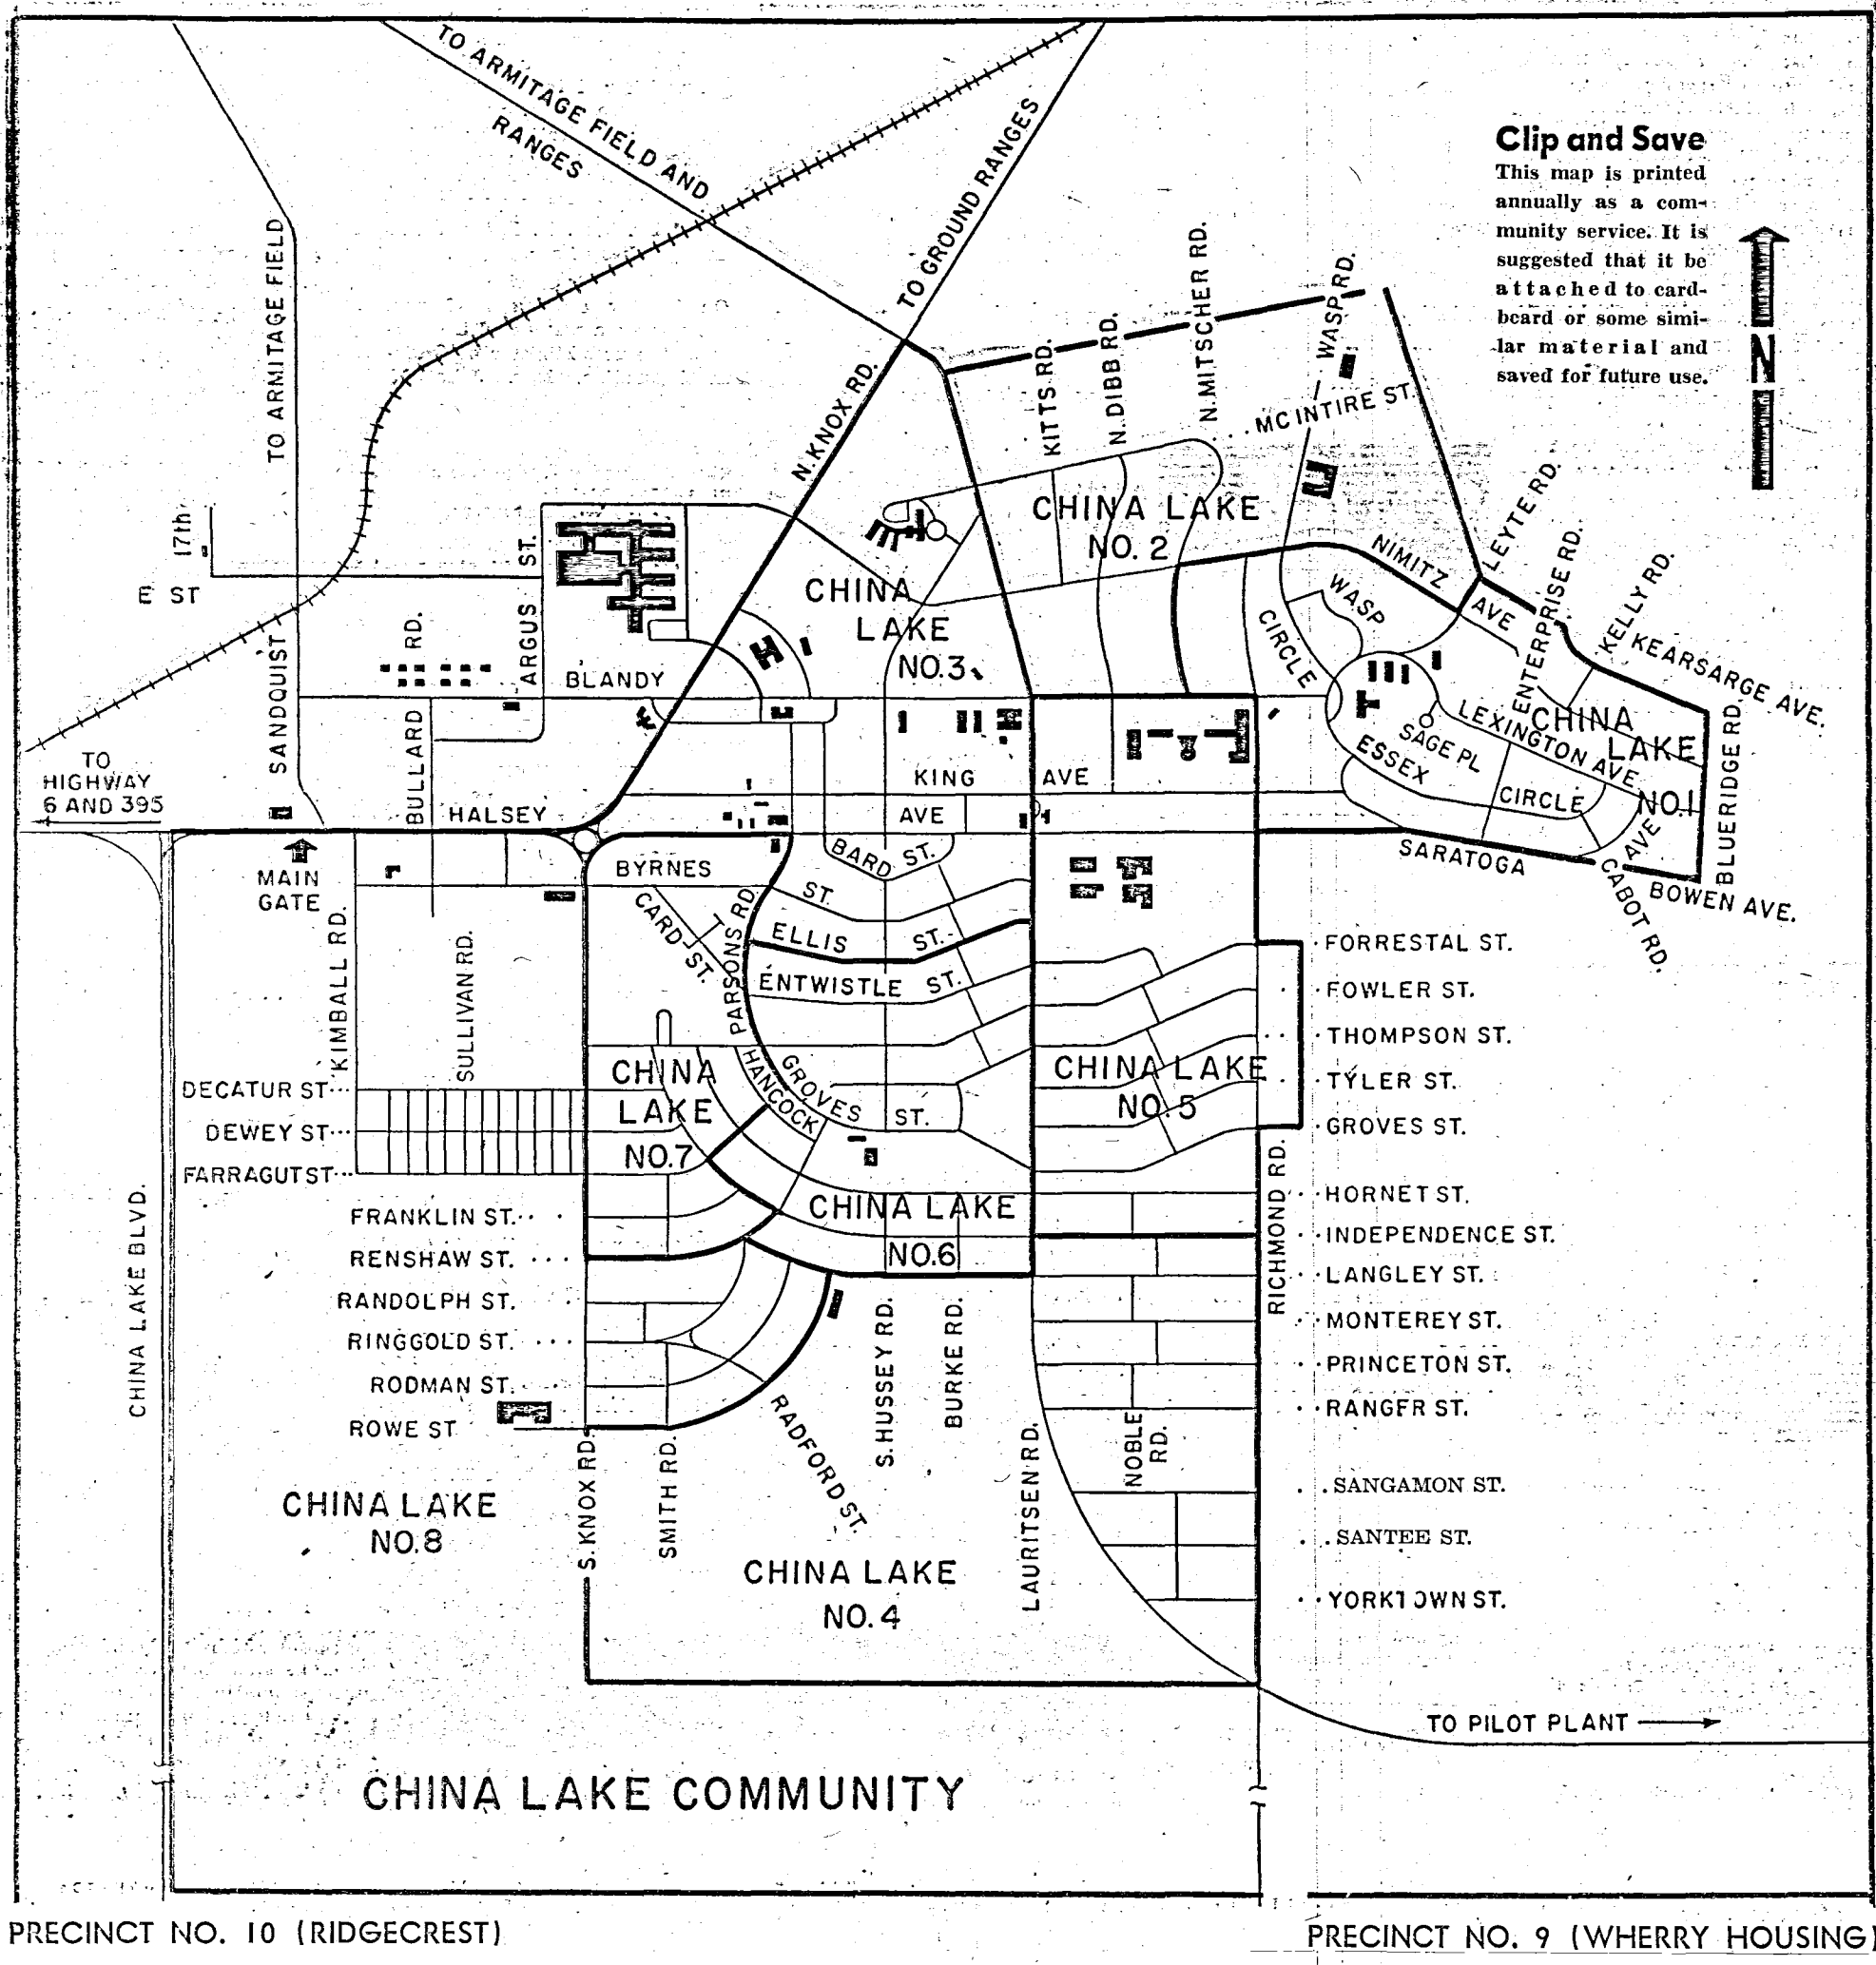 TO ARMITAGE FIELD AND
RANGES
TO GROUND RANGES
TO ARMITAGE FIELD
Clip and Save
This map is printed
annually as a com-
munity service. It is
suggested that it be
attached to card-
bcard or some simi-
lar material and
saved for future use.
N
N. KNOX RD.
KITTS RD.
N. DIBB RD.
N. MITSCHER RD.
WASP RD.
MC INTIRE ST.
17th
E ST
ARGUS ST.
CHINA LAKE
NO. 2
NIMITZ
AVE
LEYTE RD.
ENTERPRISE RD.
KELLY RD.
KEARSARGE AVE.
WASP
CIRCLE
CHINA
LAKE
NO.3
SANDQUIST
BULLARD RD.
BLANDY
SAGE PL
LEXINGTON AVE
ESSEX
CIRCLE
CHINA
LAKE
NO.1
BLUERIDGE RD.
TO
HIGHWAY
6 AND 395
HALSEY
AVE
KING
AVE
SARATOGA
AVE
CABOT RD.
BOWEN AVE.
MAIN
GATE
BYRNES
ST.
BARD ST.
CARD ST.
PARSONS RD
ELLIS
ST.
ENTWISTLE
ST.
KIMBALL RD.
SULLIVAN RD.
FORRESTAL ST.
FOWLER ST.
THOMPSON ST.
TYLER ST.
GROVES ST.
HORNET ST.
INDEPENDENCE ST.
LANGLEY ST.
MONTEREY ST.
PRINCETON ST.
RANGER ST.
SANGAMON ST.
SANTEE ST.
YORKTOWN ST.
CHINA
LAKE
NO.7
HANCOCK
GROVES
ST.
CHINA LAKE
NO. 5
CHINA LAKE
NO.6
DECATUR ST.
DEWEY ST.
FARRAGUT ST.
FRANKLIN ST.
RENSHAW ST.
RANDOLPH ST.
RINGGOLD ST.
RODMAN ST.
ROWE ST
CHINA LAKE BLVD.
S. KNOX RD.
SMITH RD.
RADFORD ST.
S. HUSSEY RD.
BURKE RD.
LAURITSEN RD.
NOBLE
RD.
RICHMOND RD.
CHINA LAKE
NO.8
CHINA LAKE
NO. 4
TO PILOT PLANT
CHINA LAKE COMMUNITY
PRECINCT NO. 10 (RIDGECREST)
PRECINCT NO. 9 (WHERRY HOUSING)